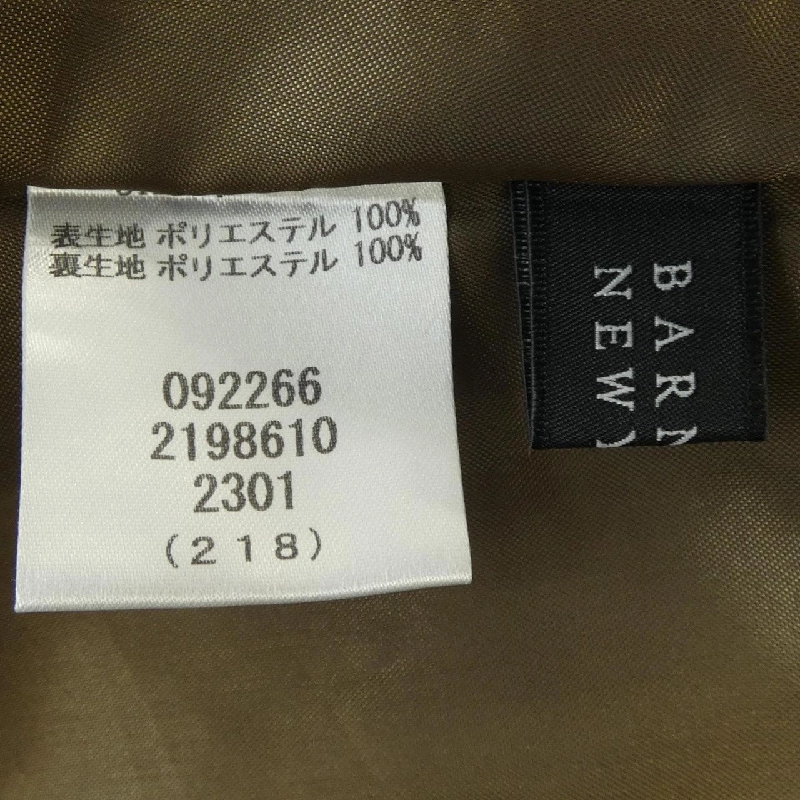 表生地 ポリエステル 100%
裏生地 ポリエステル 100%
092266
2198610
2301
(218)
BARN
NEW